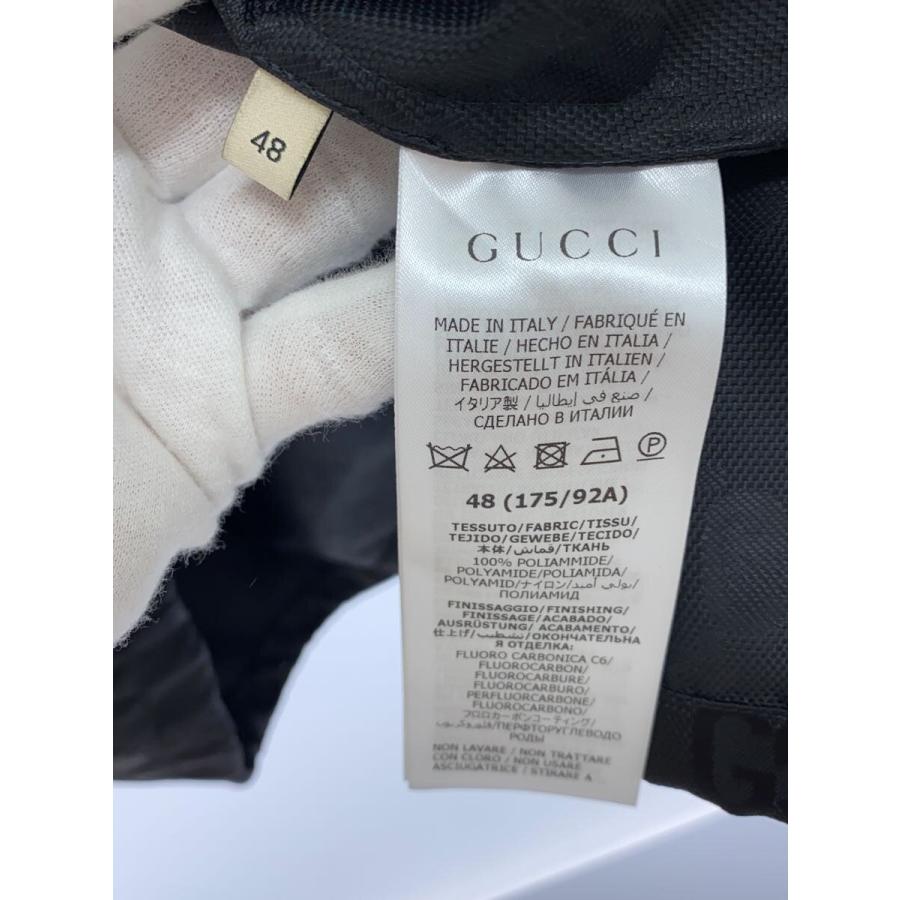 48
GUCCI
MADE IN ITALY / FABRIQUÉ EN
ITALIE / HECHO EN ITALIA /
HERGESTELLT IN ITALIEN /
FABRICADO EM ITÁLIA /
イタリア製 / صنع في إيطاليا /
СДЕЛАНО В ИТАЛИИ
P
48 (175/92A)
TESSUTO/FABRIC/TISSU/
TEJIDO/GEWEBE/TECIDO/
本体/قماش/ТКАНЬ
100% POLIAMMIDE/
POLYAMIDE/POLIAMIDA/
POLYAMID/ナイロン/بولي أميد/
ПОЛИАМИД
FINISSAGGIO/FINISHING/
FINISSAGE/ACABADO/
AUSRÜSTUNG/ ACABAMENTO/
仕上げ/تشطيب/ОКОНЧАТЕЛЬНА
Я ОТДЕЛКА:
FLUORO CARBONICA C6/
FLUOROCARBON/
FLUOROCARBURE/
FLUOROCARBURO/
PERFLUORCARBONE/
FLUOROCARBONO/
フロロカーボンコーティング/
فلوروكربون/ПЕРФТОРУГЛЕВОДО
РОДЫ
NON LAVARE / NON TRATTARE
CON CLORO / NON USARE
ASCIUGATRICE / STIRARE A